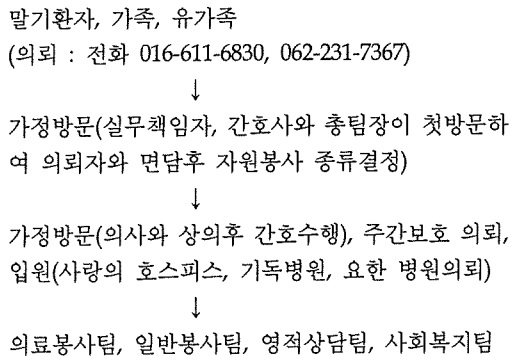 말기환자, 가족, 유가족
(의뢰 : 전화 016-611-6830, 062-231-7367)
↓
가정방문(실무책임자, 간호사와 총팀장이 첫방문하
여 의뢰자와 면담후 자원봉사 종류결정)
↓
가정방문(의사와 상의후 간호수행), 주간보호 의뢰,
입원(사랑의 호스피스, 기독병원, 요한 병원의뢰)
↓
의료봉사팀, 일반봉사팀, 영적상담팀, 사회복지팀